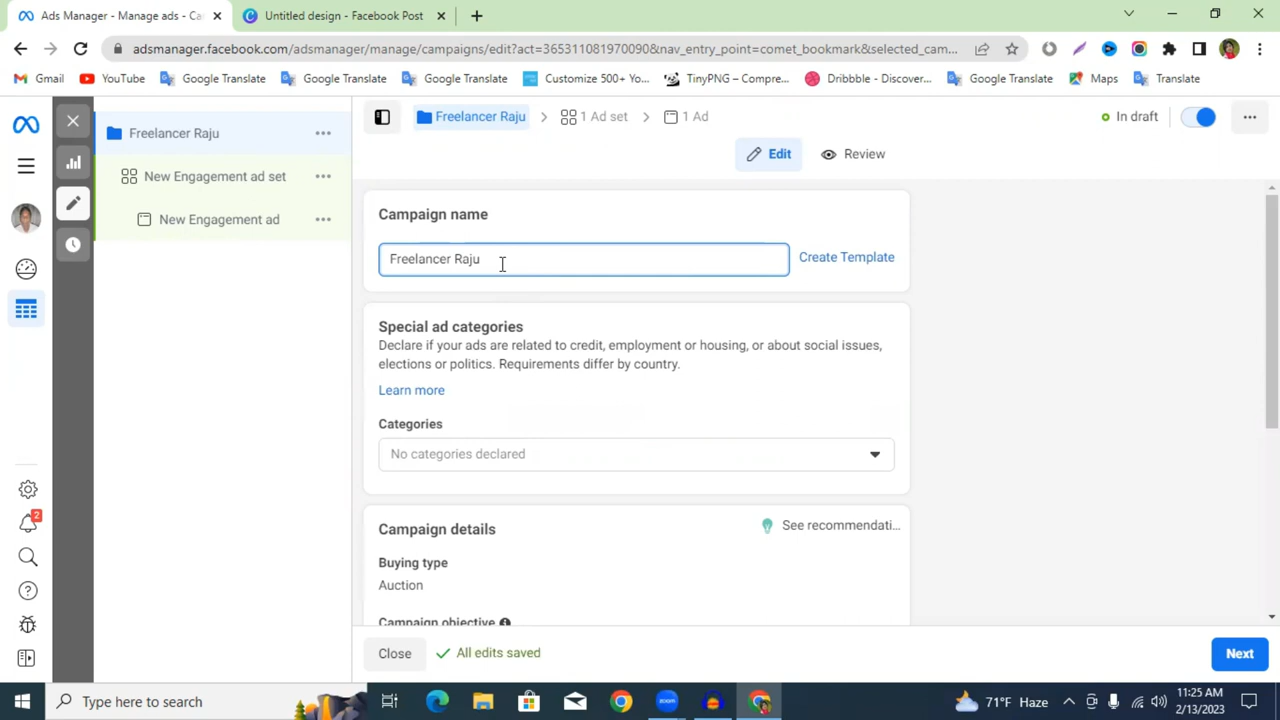 Ads Manager - Manage ads - Ca
Untitled design - Facebook Post
adsmanager.facebook.com/adsmanager/manage/campaigns/edit?act=365311081970090&nav_entry_point=comet_bookmark&selected_cam...
Gmail
YouTube
Google Translate
Google Translate
Google Translate
Customize 500+ Yo...
TinyPNG – Compre...
Dribbble - Discover...
Google Translate
Maps
Translate
Freelancer Raju
New Engagement ad set
New Engagement ad
2
Freelancer Raju
1 Ad set
1 Ad
In draft
Edit
Review
Campaign name
Freelancer Raju
Create Template
Special ad categories
Declare if your ads are related to credit, employment or housing, or about social issues,
elections or politics. Requirements differ by country.
Learn more
Categories
No categories declared
Campaign details
See recommendati...
Buying type
Auction
Campaign objective
Close
All edits saved
Next
Type here to search
zoom
71°F Haze
11:25 AM
2/13/2023